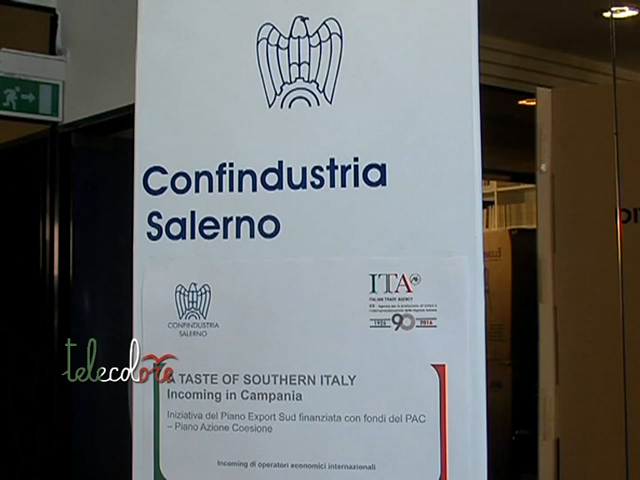 Confindustria
Salerno
CONFINDUSTRIA
SALERNO
ITA
ITALIAN TRADE AGENCY
1926 90 2016
telecolore
A TASTE OF SOUTHERN ITALY
Incoming in Campania
Iniziativa del Piano Export Sud finanziata con fondi del PAC
– Piano Azione Coesione
Incoming di operatori economici internazionali